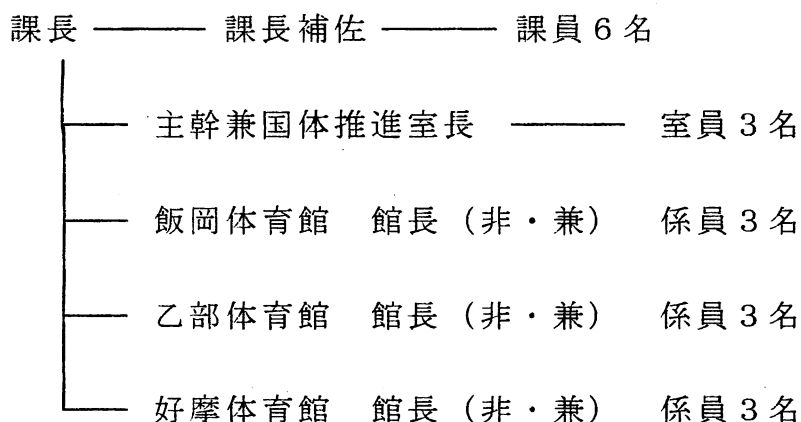 課長 ─── 課長補佐 ─── 課員6名
主幹兼国体推進室長 ─── 室員3名
飯岡体育館 館長(非・兼) 係員3名
乙部体育館 館長(非・兼) 係員3名
好摩体育館 館長(非・兼) 係員3名